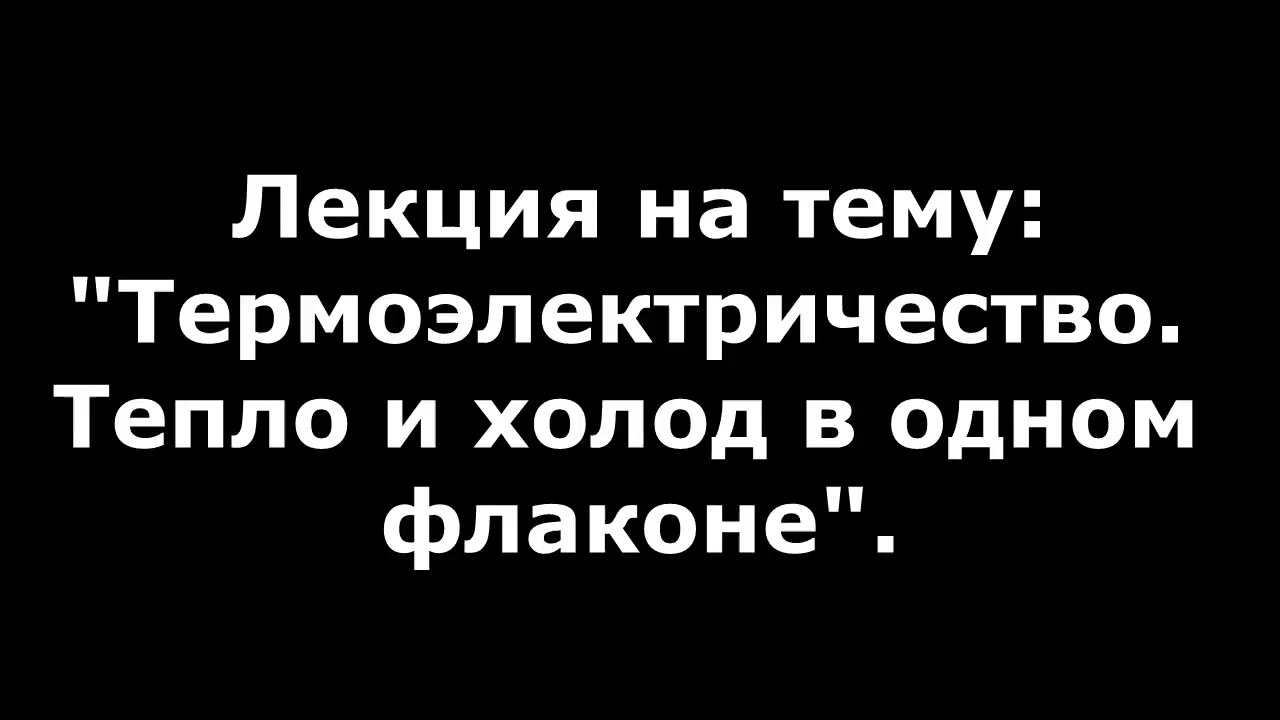 Лекция на тему:
"Термоэлектричество.
Тепло и холод в одном
флаконе".